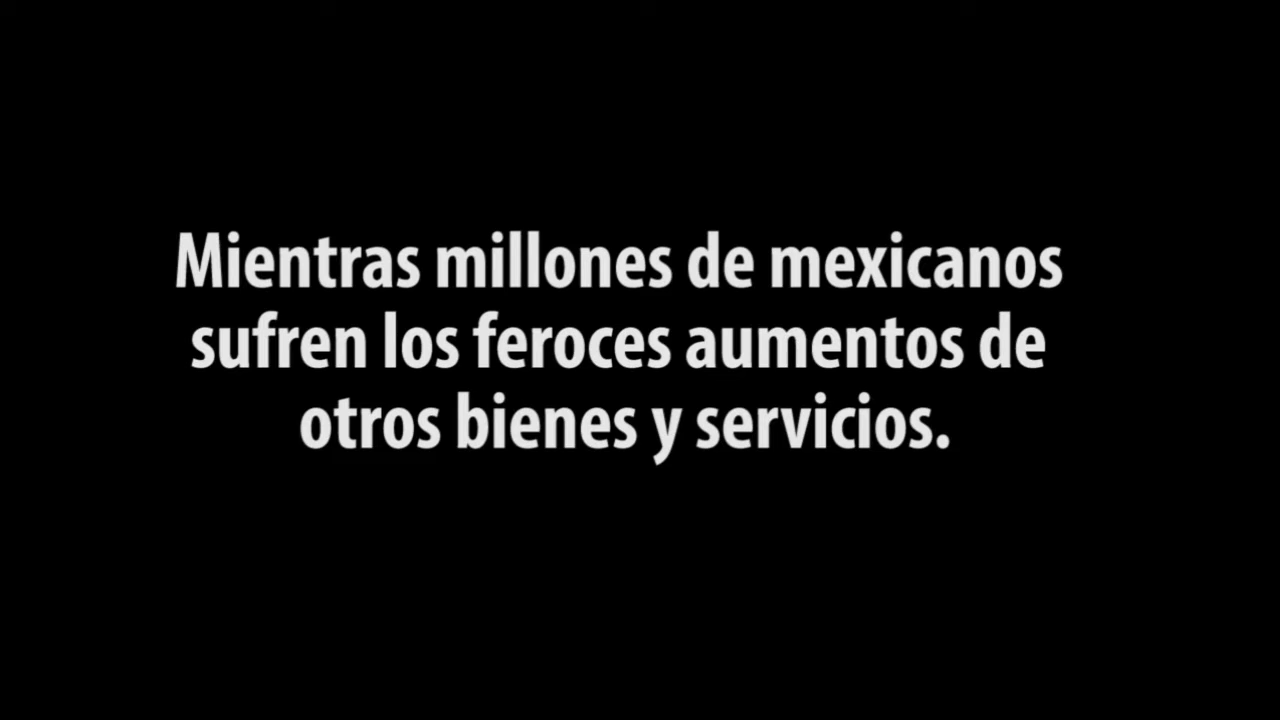 Mientras millones de mexicanos
sufren los feroces aumentos de
otros bienes y servicios.